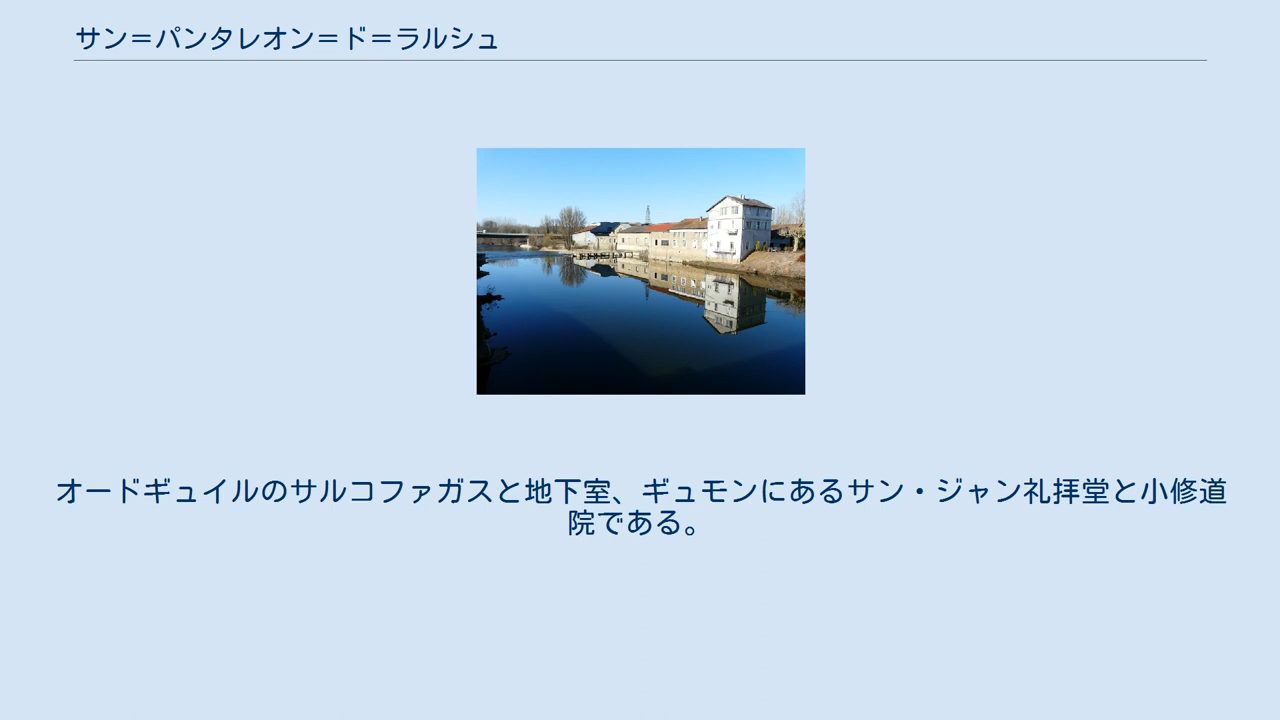 サン＝パンタレオン＝ド＝ラルシュ
オードギュイルのサルコファガスと地下室、ギュモンにあるサン・ジャン礼拝堂と小修道
院である。